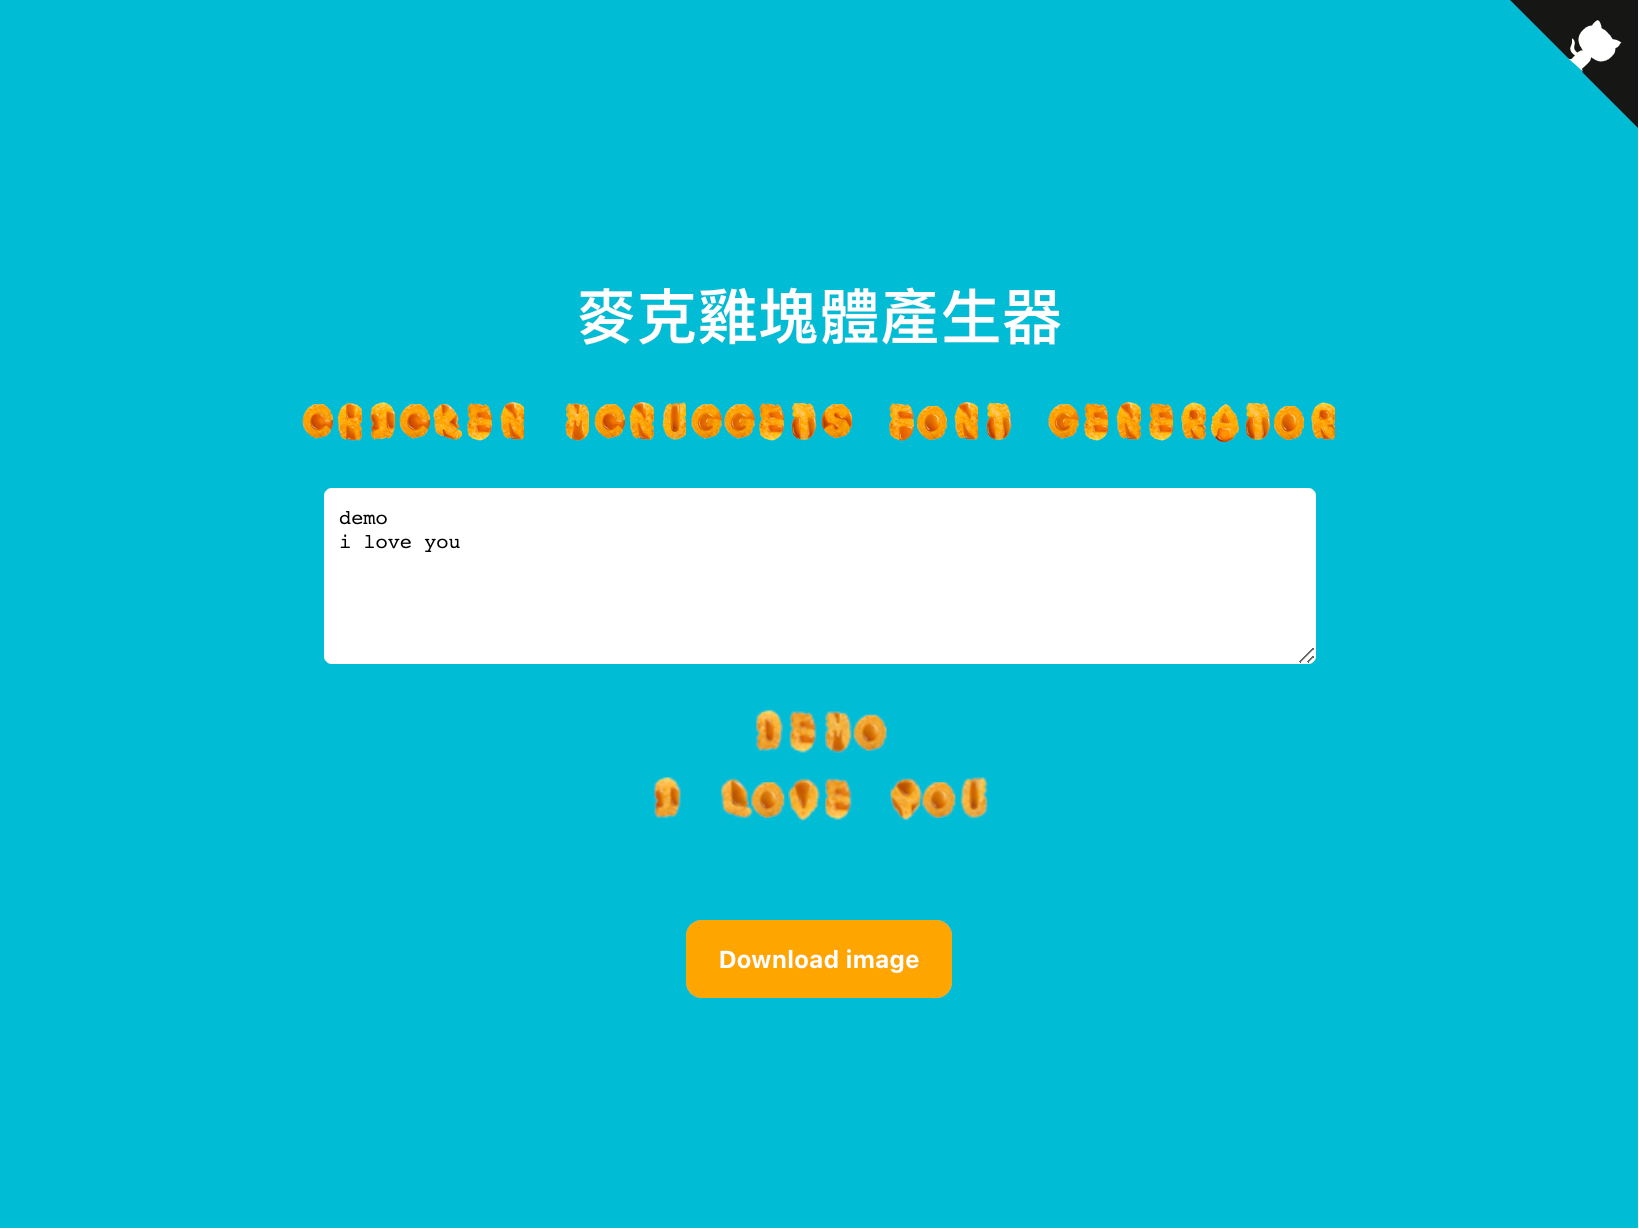 麥克雞塊體產生器
CHICKEN MCNUGGETS FONT GENERATOR
demo
i love you
DEMO
I LOVE YOU
Download image